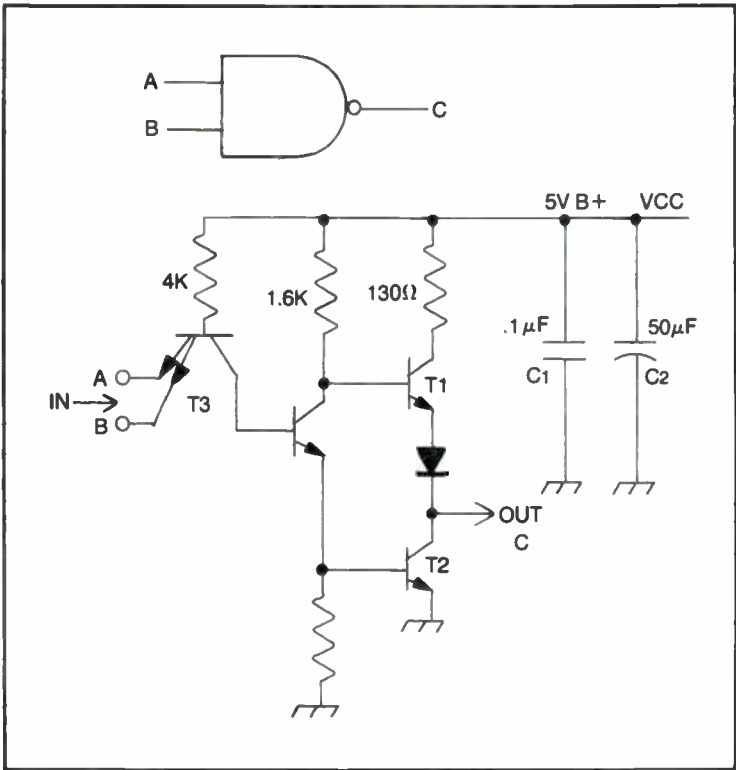 A
B
C
5V B+
VCC
4K
1.6K
130Ω
.1µF
50µF
C1
C2
A
IN
B
T3
T1
OUT
C
T2